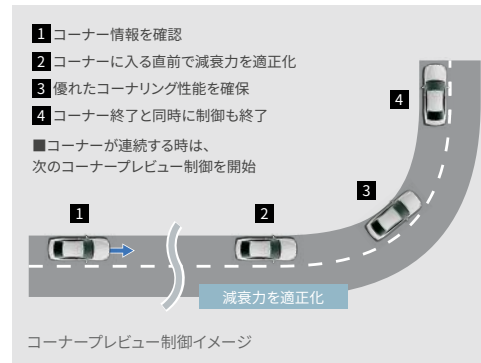 1 コーナー情報を確認
2 コーナーに入る直前で減衰力を適正化
3 優れたコーナリング性能を確保
4 コーナー終了と同時に制御も終了
■コーナーが連続する時は、
次のコーナープレビュー制御を開始
4
3
1
2
減衰力を適正化
コーナープレビュー制御イメージ